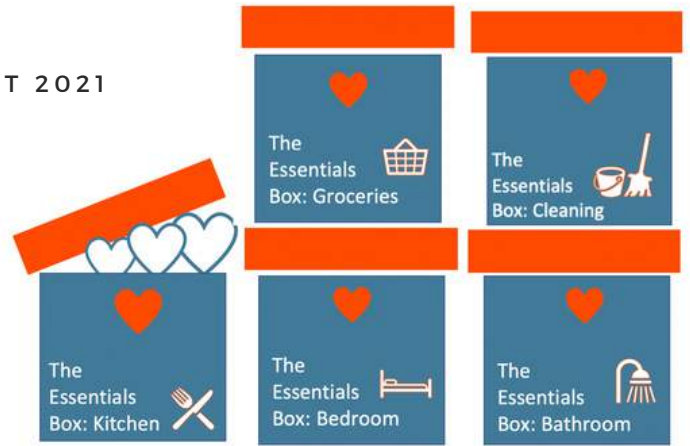 T 2021
The
Essentials
Box: Groceries
The
Essentials
Box: Cleaning
The
Essentials
Box: Kitchen
The
Essentials
Box: Bedroom
The
Essentials
Box: Bathroom